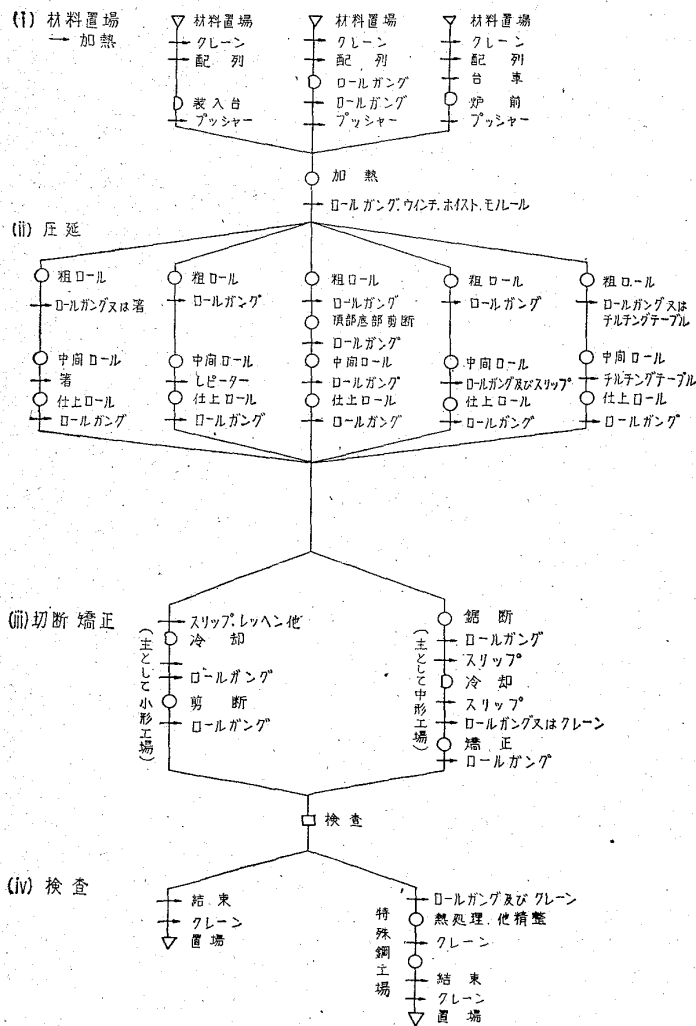 (i) 材料置場
→ 加熱
材料置場
クレーン
配列
装入台
プッシャー
材料置場
クレーン
配列
ロールガング
ロールガング
プッシャー
材料置場
クレーン
配列
台車
炉前
プッシャー
加熱
ロールガング.ウインチ.ホイスト.モノレール
(ii) 圧延
粗ロール
ロールガング又は箸
中間ロール
箸
仕上ロール
ロールガング
粗ロール
ロールガング
中間ロール
レピーター
仕上ロール
ロールガング
粗ロール
ロールガング
頂部底部剪断
ロールガング
中間ロール
ロールガング
仕上ロール
ロールガング
粗ロール
ロールガング
中間ロール
ロールガング及びスリップ
仕上ロール
ロールガング
粗ロール
ロールガング又は
チルチングテーブル
中間ロール
チルチングテーブル
仕上ロール
ロールガング
(iii)切断矯正
(主として小形工場)
スリップ.レッヘン他
冷却
ロールガング
剪断
ロールガング
(主として中形工場)
鋸断
ロールガング
スリップ
冷却
スリップ
ロールガング又はクレーン
矯正
ロールガング
検査
(iv) 検査
結束
クレーン
置場
特殊鋼工場
ロールガング及びクレーン
熱処理.他精整
クレーン
結束
クレーン
置場